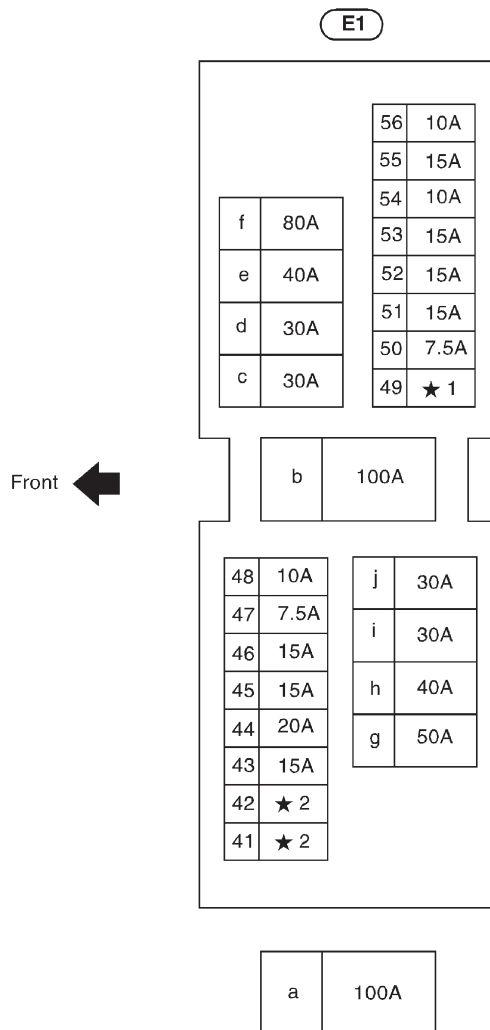 E1
56 10A
55 15A
54 10A
53 15A
52 15A
51 15A
50 7.5A
49 ★ 1
f 80A
e 40A
d 30A
c 30A
Front
b 100A
48 10A
47 7.5A
46 15A
45 15A
44 20A
43 15A
42 ★ 2
41 ★ 2
j 30A
i 30A
h 40A
g 50A
a 100A